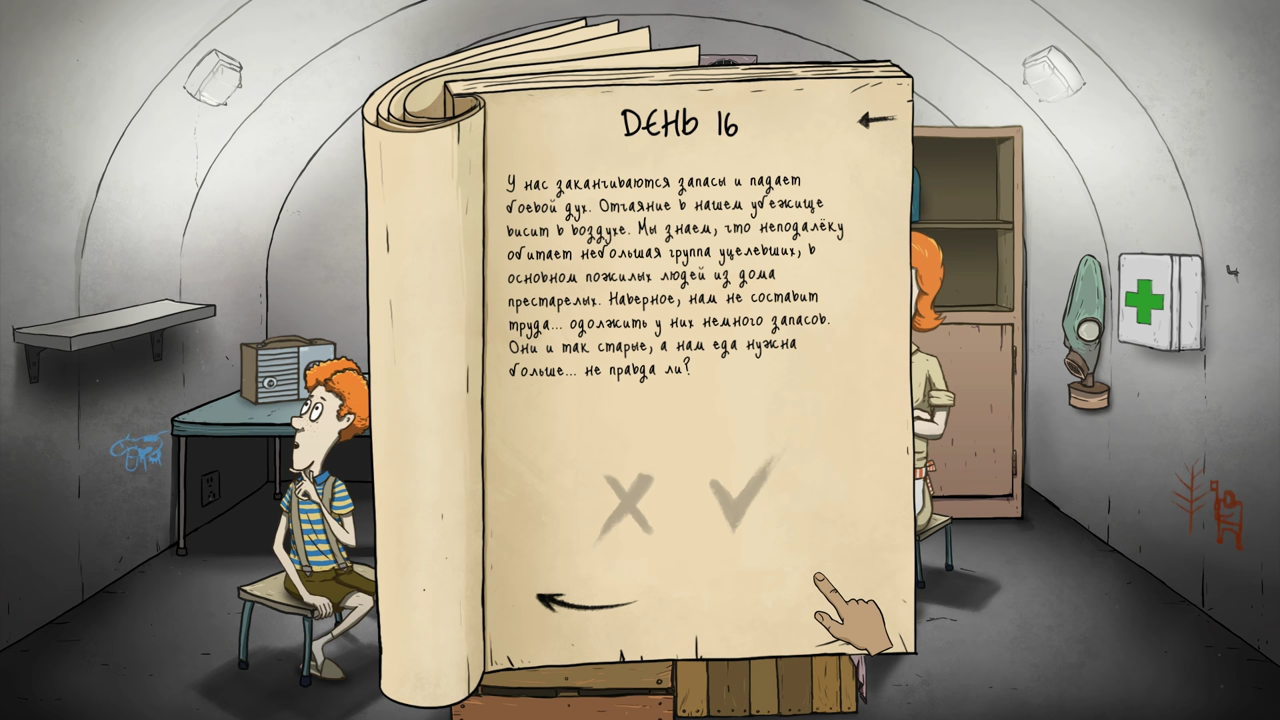 ДЕНЬ 16
У нас заканчиваются запасы и падает
боевой дух. Отчаяние в нашем убежище
висит в воздухе. Мы знаем, что неподалёку
обитает небольшая группа уцелевших, в
основном пожилых людей из дома
престарелых. Наверное, нам не составит
труда... одолжить у них немного запасов.
Они и так старые, а нам еда нужна
больше... не правда ли?